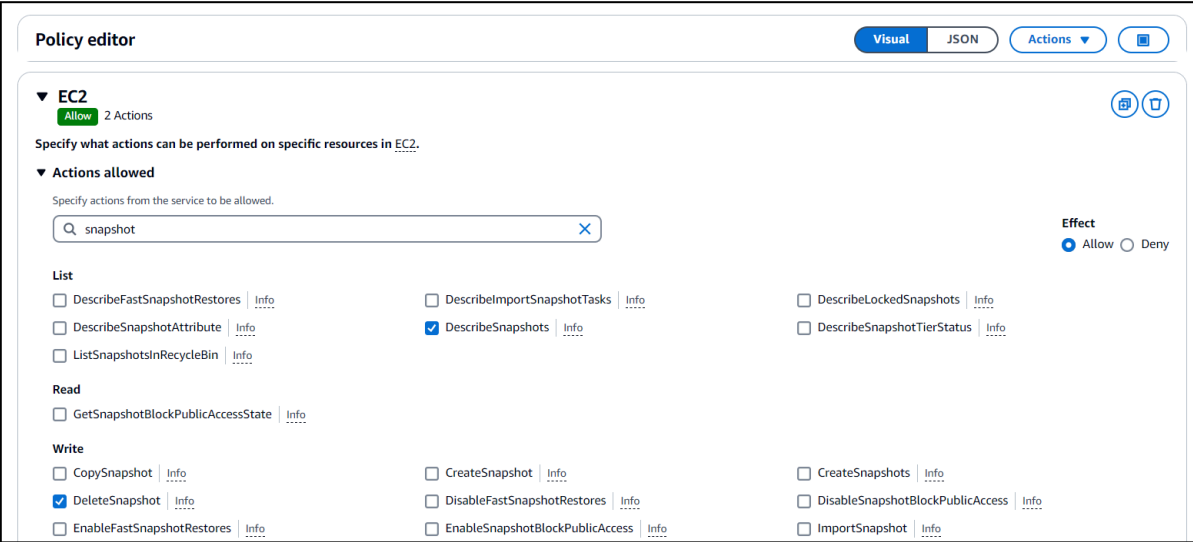 Policy editor
Visual JSON Actions
EC2
Allow 2 Actions
Specify what actions can be performed on specific resources in EC2.
Actions allowed
Specify actions from the service to be allowed.
snapshot
Effect
Allow Deny
List
DescribeFastSnapshotRestores Info DescribeImportSnapshotTasks Info DescribeLockedSnapshots Info
DescribeSnapshotAttribute Info DescribeSnapshots Info DescribeSnapshotTierStatus Info
ListSnapshotsInRecycleBin Info
Read
GetSnapshotBlockPublicAccessState Info
Write
CopySnapshot Info CreateSnapshot Info CreateSnapshots Info
DeleteSnapshot Info DisableFastSnapshotRestores Info DisableSnapshotBlockPublicAccess Info
EnableFastSnapshotRestores Info EnableSnapshotBlockPublicAccess Info ImportSnapshot Info